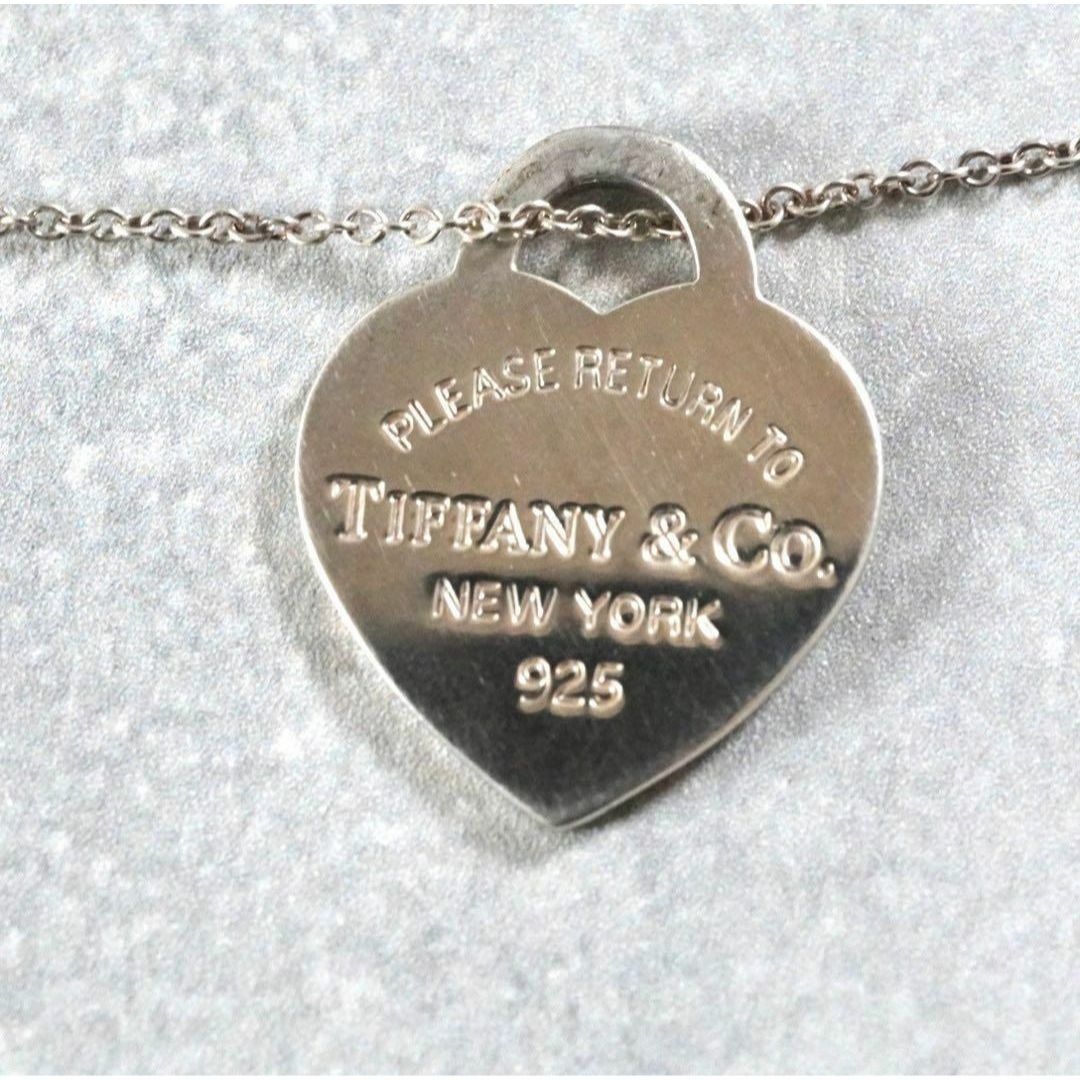 PLEASE RETURN TO
TIFFANY & CO.
NEW YORK
925